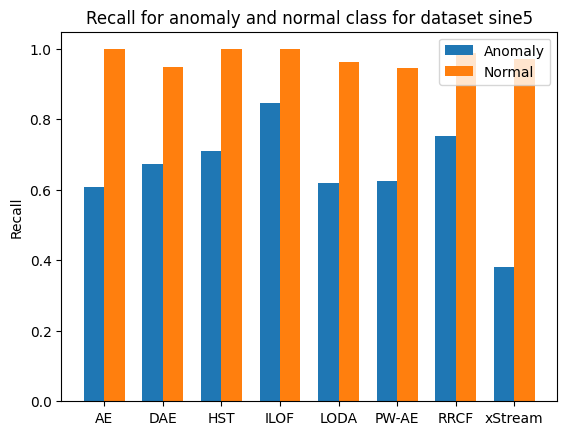 Recall for anomaly and normal class for dataset sine5
Anomaly
Normal
1.0
0.8
0.6
0.4
0.2
0.0
Recall
AE DAE HST ILOF LODA PW-AE RRCF xStream